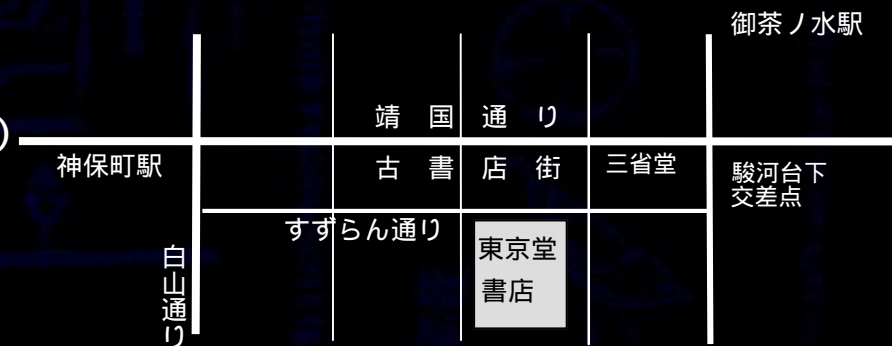 御茶ノ水駅
靖国通り
神保町駅
古書店街
三省堂
駿河台下
交差点
すずらん通り
東京堂
書店
白山通り